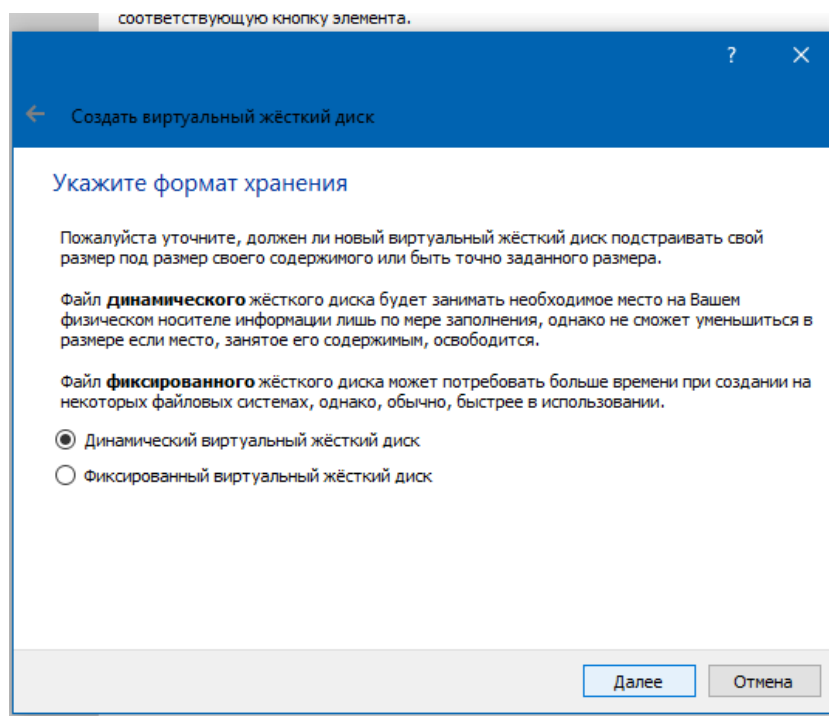 соответствующую кнопку элемента.
?
Создать виртуальный жёсткий диск
Укажите формат хранения
Пожалуйста уточните, должен ли новый виртуальный жёсткий диск подстраивать свой
размер под размер своего содержимого или быть точно заданного размера.
Файл динамического жёсткого диска будет занимать необходимое место на Вашем
физическом носителе информации лишь по мере заполнения, однако не сможет уменьшиться в
размере если место, занятое его содержимым, освободится.
Файл фиксированного жёсткого диска может потребовать больше времени при создании на
некоторых файловых системах, однако, обычно, быстрее в использовании.
Динамический виртуальный жёсткий диск
Фиксированный виртуальный жёсткий диск
Далее Отмена